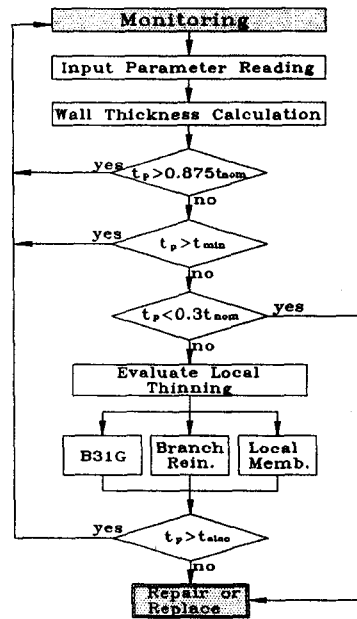 Monitoring
Input Parameter Reading
Wall Thickness Calculation
yes
tp>0.875tnom
no
yes
tp>tmin
no
tp<0.3tnom
yes
no
Evaluate Local
Thinning
B31G
Branch
Rein.
Local
Memb.
yes
tp>taloc
no
Repair or
Replace